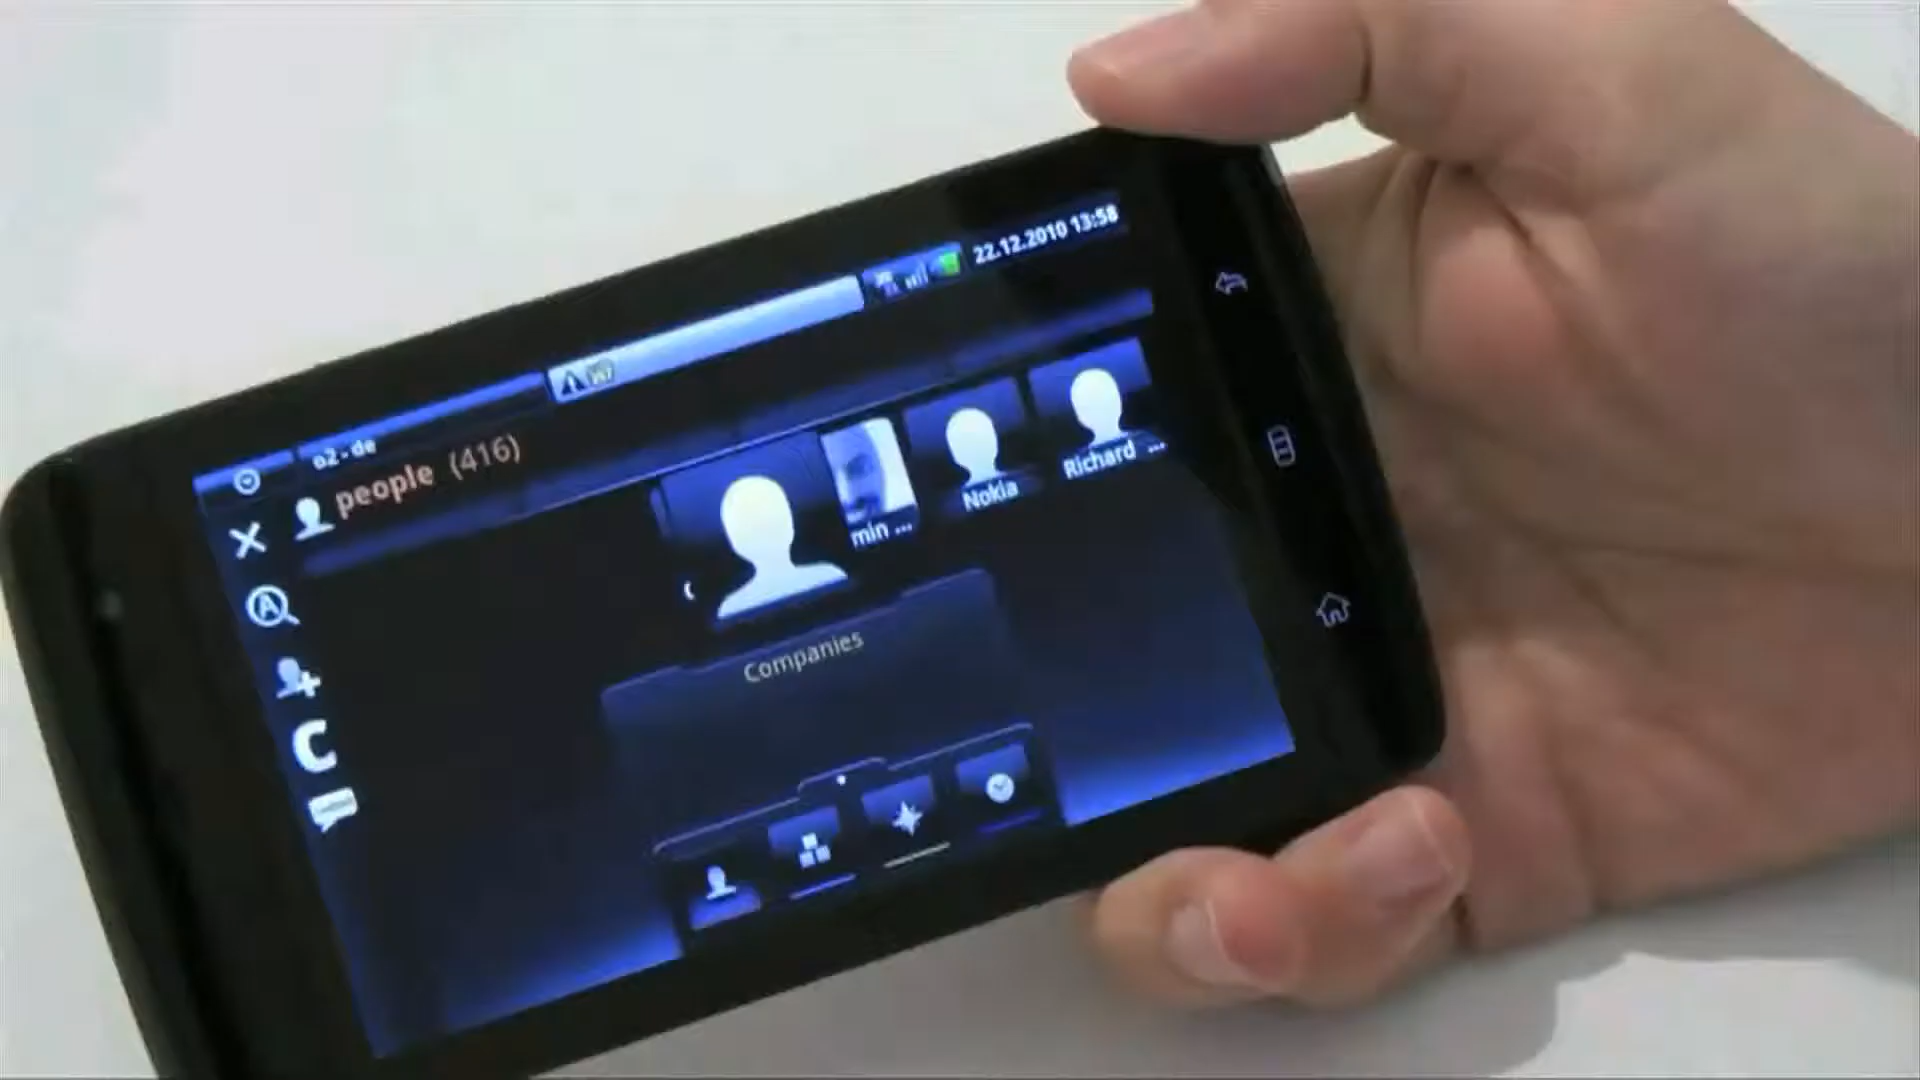 22.12.2010 13:58
o2 - de
people (416)
min ...
Nokia
Richard ...
Companies
C